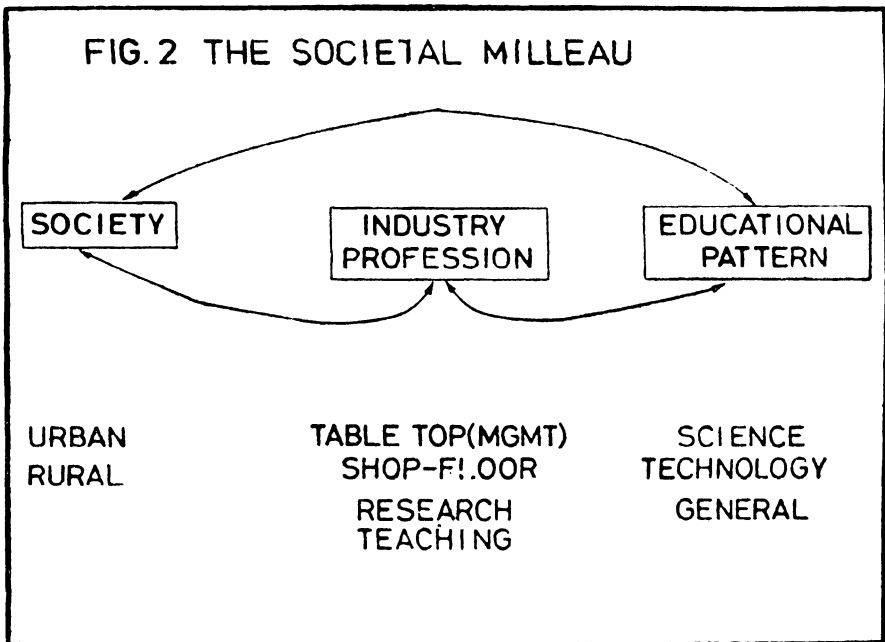 FIG. 2 THE SOCIETAL MILLEAU
SOCIETY
INDUSTRY
PROFESSION
EDUCATIONAL
PATTERN
URBAN
RURAL
TABLE TOP(MGMT)
SHOP-FLOOR
RESEARCH
TEACHING
SCIENCE
TECHNOLOGY
GENERAL